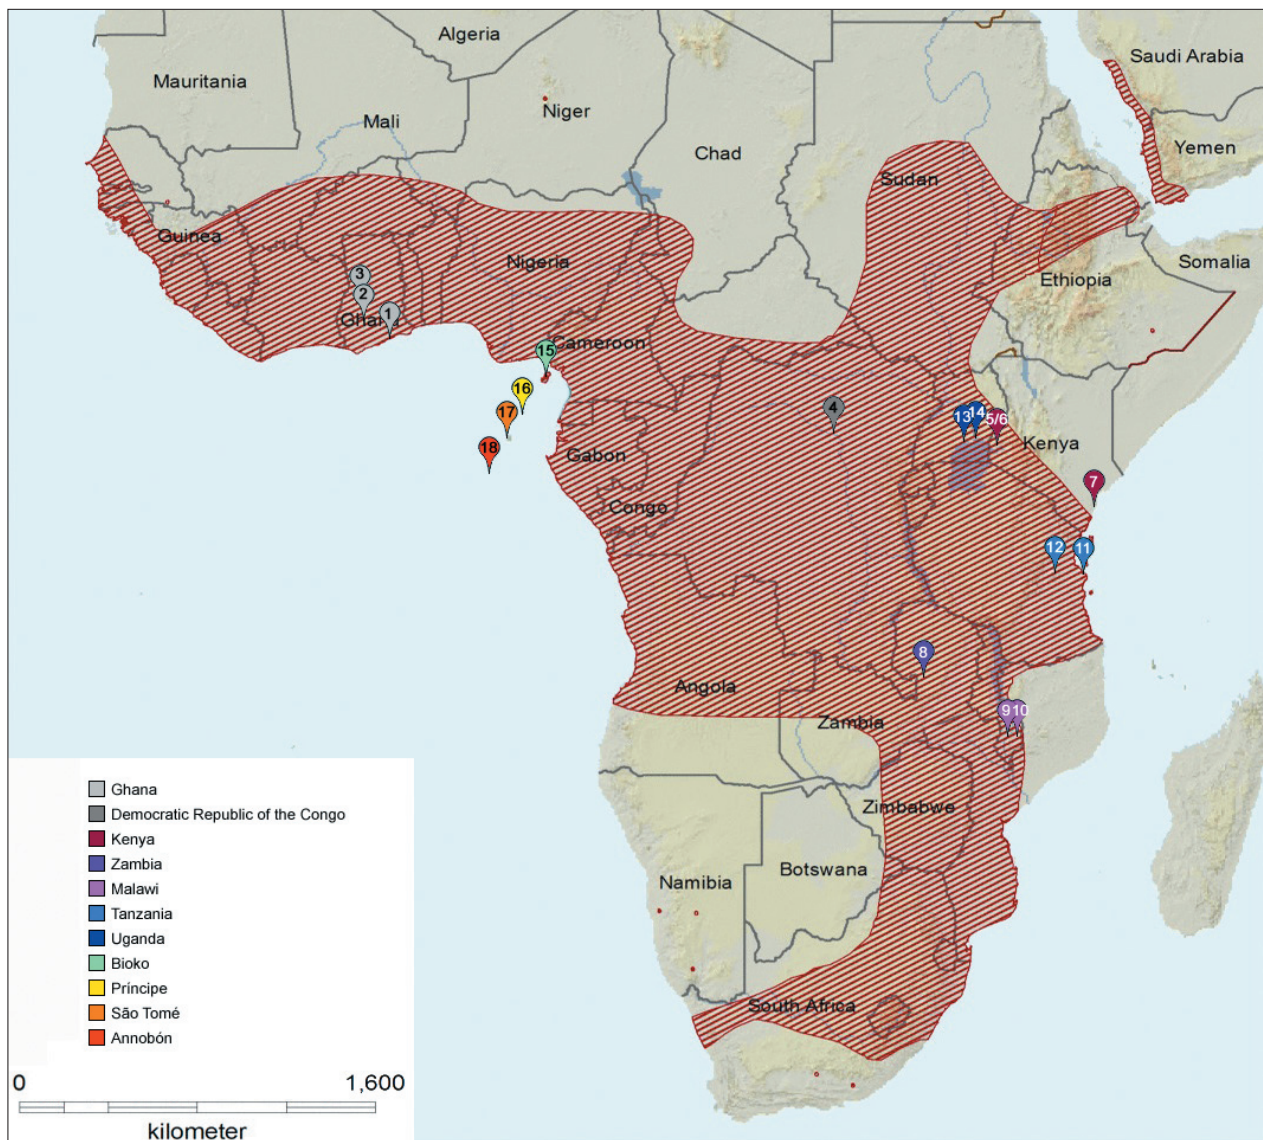 Algeria
Saudi Arabia
Mauritania
Niger
Mali
Yemen
Chad
Sudan
Guinea
Nigeria
Somalia
3
Ethiopia
2
1
Ghana
Cameroon
15
16
4
17
13
14
5/6
18
Kenya
Gabon
7
Congo
12
11
8
Angola
9
10
Zambia
Zimbabwe
Botswana
Namibia
South Africa
Ghana
Democratic Republic of the Congo
Kenya
Zambia
Malawi
Tanzania
Uganda
Bioko
Príncipe
São Tomé
Annobón
0
1,600
kilometer